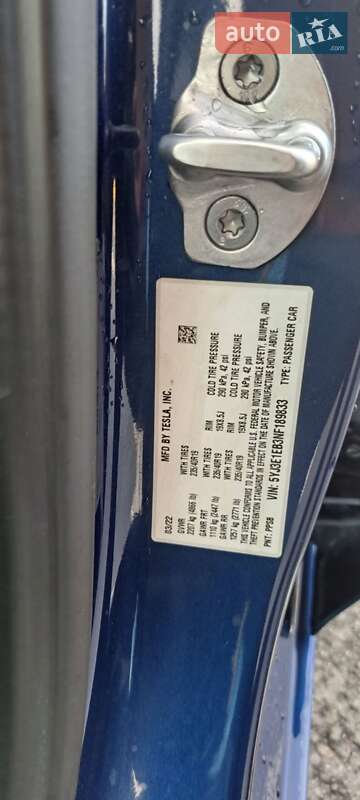 auto RIA
.com
MFD BY TESLA, INC.
03/22
GVWR
2207 kg (4865 lb)
GAWR FRT WITH TIRES RIM COLD TIRE PRESSURE
1110 kg (2447 lb) 235/40R19 19X8.5J 290 kPa, 42 psi
GAWR RR WITH TIRES RIM COLD TIRE PRESSURE
1257 kg (2771 lb) 235/40R19 19X8.5J 290 kPa, 42 psi
THIS VEHICLE CONFORMS TO ALL APPLICABLE U.S. FEDERAL MOTOR VEHICLE SAFETY, BUMPER, AND
THEFT PREVENTION STANDARDS IN EFFECT ON THE DATE OF MANUFACTURE SHOWN ABOVE.
VIN: 5YJ3E1EB3NF189833
PNT: PPSB TYPE: PASSENGER CAR